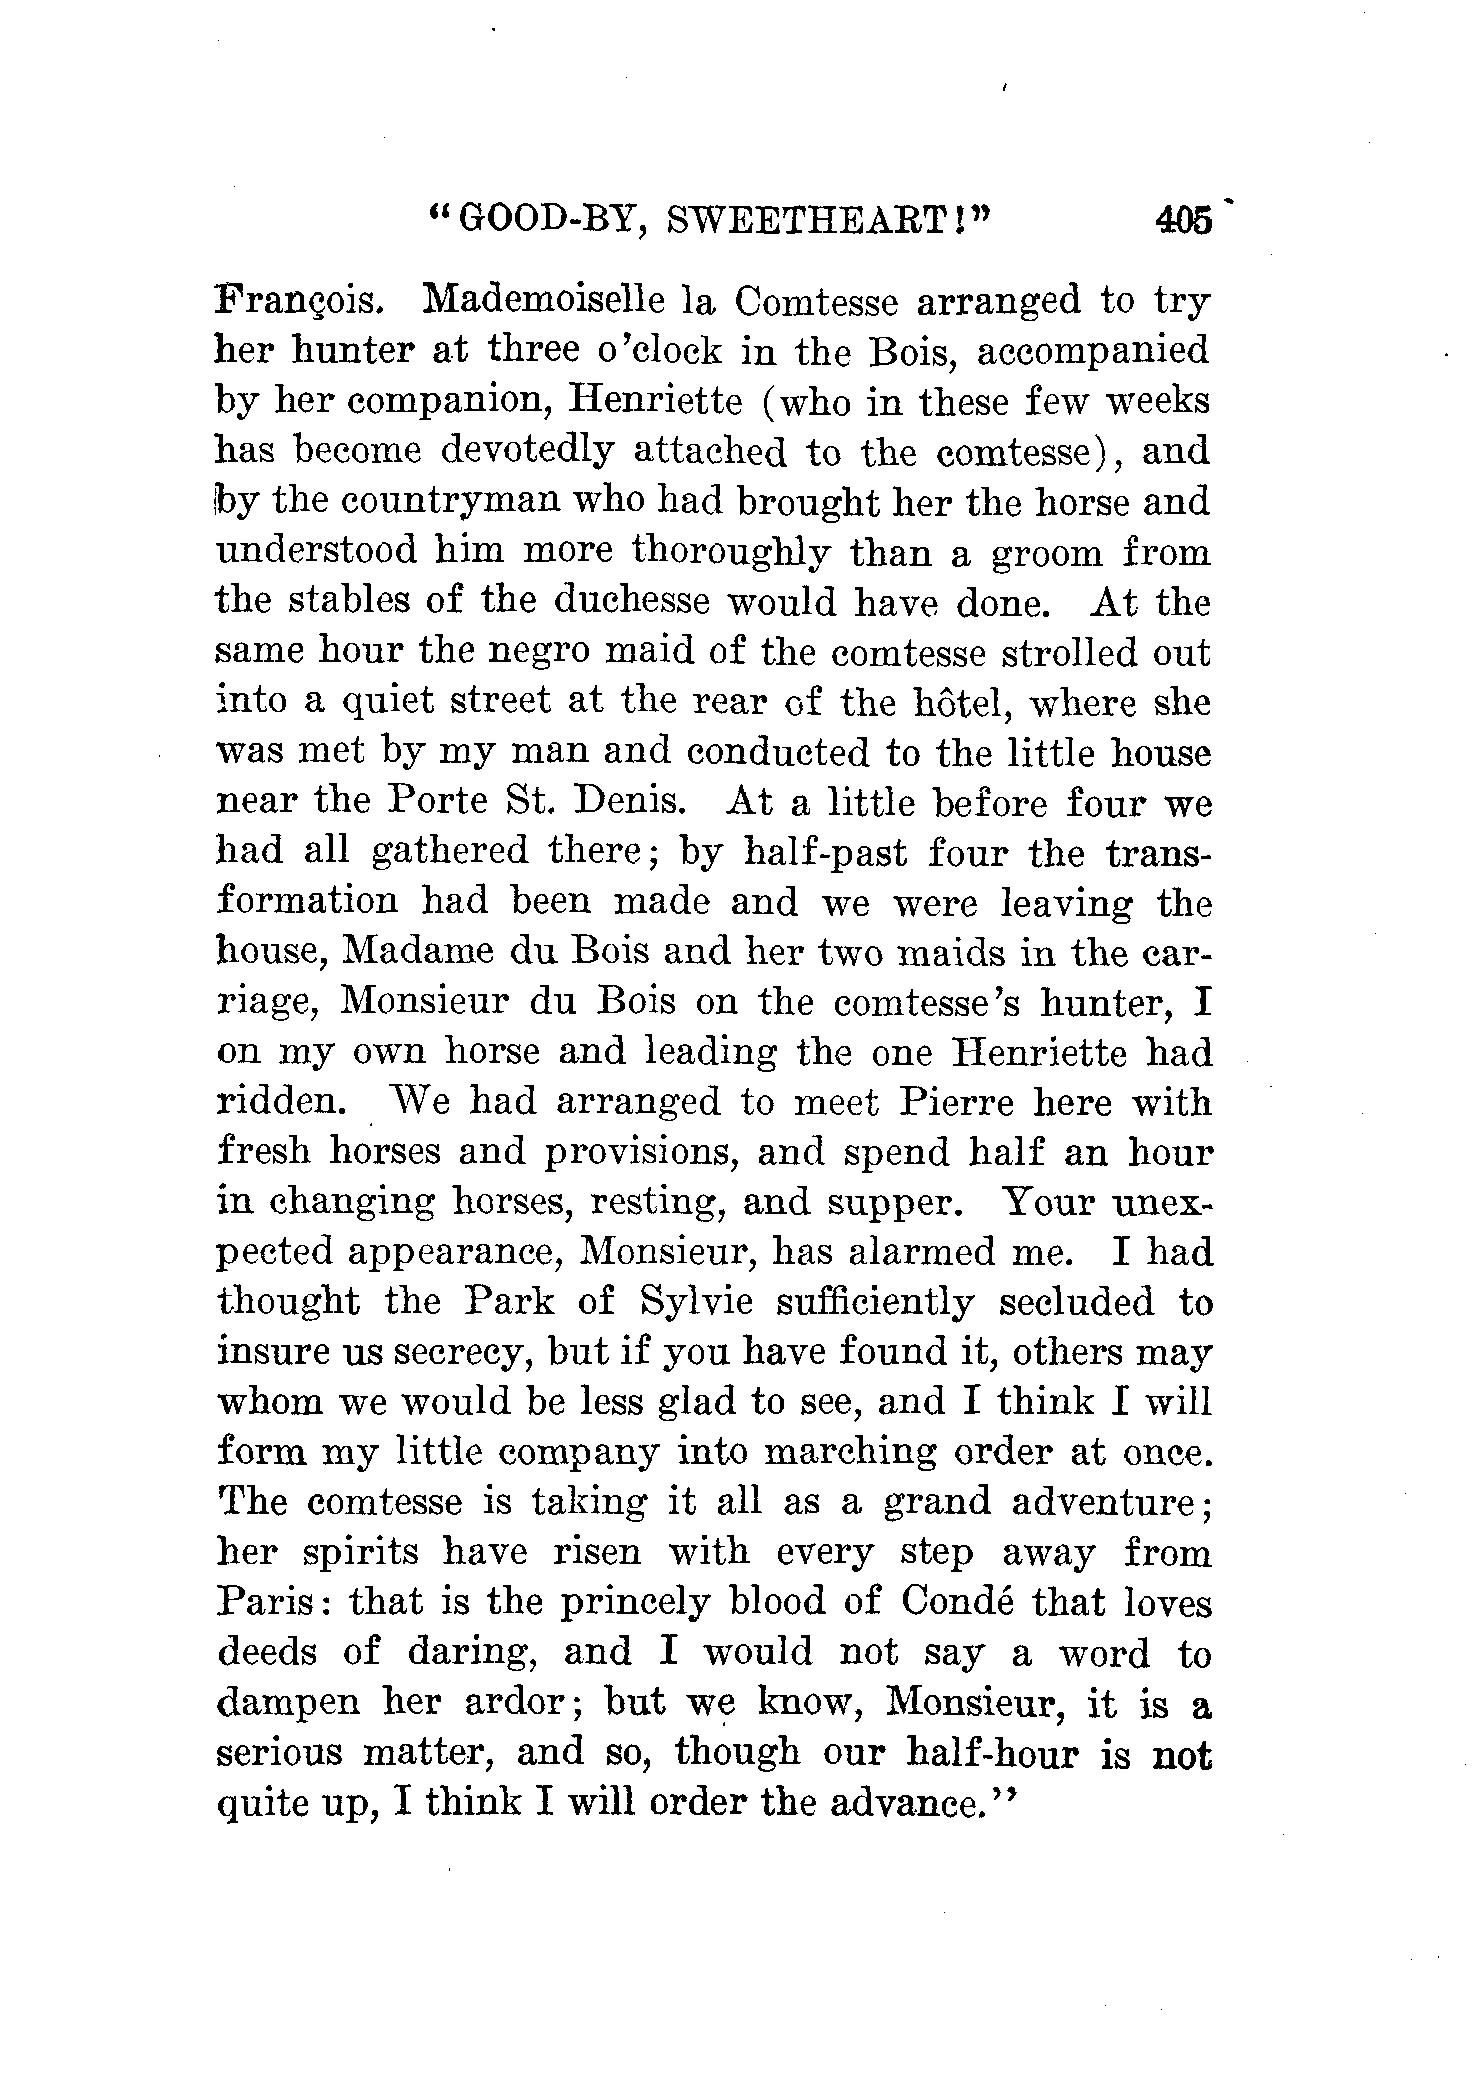 "GOOD-BY, SWEETHEART!" 405
François. Mademoiselle la Comtesse arranged to try
her hunter at three o'clock in the Bois, accompanied
by her companion, Henriette (who in these few weeks
has become devotedly attached to the comtesse), and
by the countryman who had brought her the horse and
understood him more thoroughly than a groom from
the stables of the duchesse would have done. At the
same hour the negro maid of the comtesse strolled out
into a quiet street at the rear of the hôtel, where she
was met by my man and conducted to the little house
near the Porte St. Denis. At a little before four we
had all gathered there; by half-past four the trans-
formation had been made and we were leaving the
house, Madame du Bois and her two maids in the car-
riage, Monsieur du Bois on the comtesse's hunter, I
on my own horse and leading the one Henriette had
ridden. We had arranged to meet Pierre here with
fresh horses and provisions, and spend half an hour
in changing horses, resting, and supper. Your unex-
pected appearance, Monsieur, has alarmed me. I had
thought the Park of Sylvie sufficiently secluded to
insure us secrecy, but if you have found it, others may
whom we would be less glad to see, and I think I will
form my little company into marching order at once.
The comtesse is taking it all as a grand adventure;
her spirits have risen with every step away from
Paris: that is the princely blood of Condé that loves
deeds of daring, and I would not say a word to
dampen her ardor; but we know, Monsieur, it is a
serious matter, and so, though our half-hour is not
quite up, I think I will order the advance."